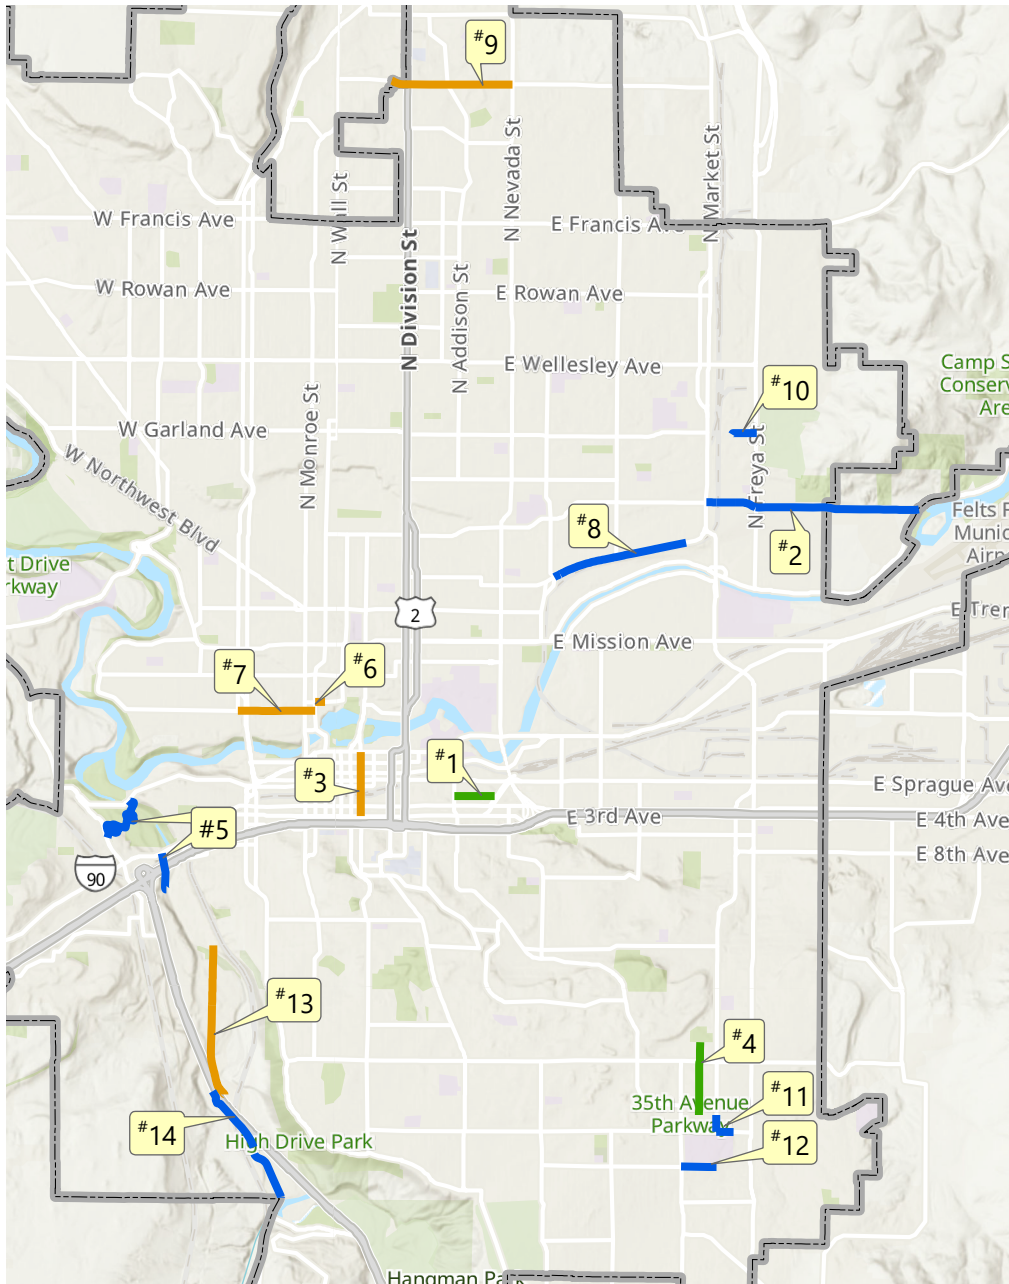 #9
N Nevada St
N Market St
W Francis Ave
N Wall St
E Francis Ave
W Rowan Ave
N Division St
N Addison St
E Rowan Ave
E Wellesley Ave
Camp S
Conserv
Are
#10
W Garland Ave
N Monroe St
N Freya St
W Northwest Blvd
#8
#2
Felts F
Munic
Airp
t Drive
rkway
2
E Tren
E Mission Ave
#7
#6
#3
#1
E Sprague Ave
E 3rd Ave
E 4th Ave
#5
E 8th Ave
90
#13
#4
35th Avenue
Parkway
#11
#14
High Drive Park
#12
Hangman Park